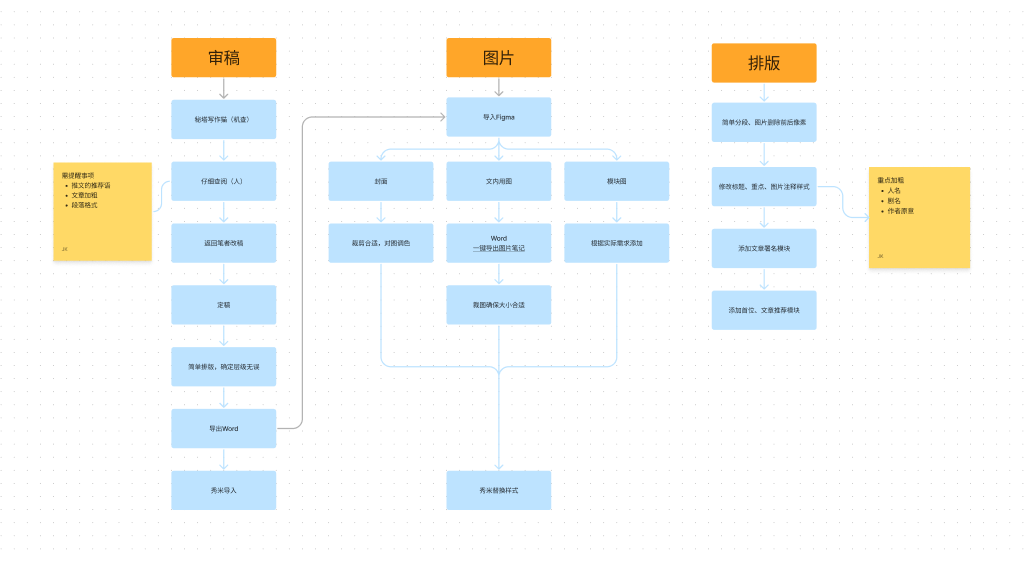 审稿
秘塔写作猫（机查）
仔细查阅（人）
需提醒事项
推文的推荐语
文章加粗
段落格式
返回笔者改稿
定稿
简单排版，确定层级无误
导出Word
秀米导入
图片
导入Figma
封面
文内用图
模块图
裁剪合适，对图调色
Word
一键导出图片笔记
根据实际需求添加
裁图确保大小合适
秀米替换样式
排版
简单分段、图片删除前后像素
修改标题、重点、图片注释样式
重点加粗
人名
剧名
作者原意
添加文章署名模块
添加首位、文章推荐模块